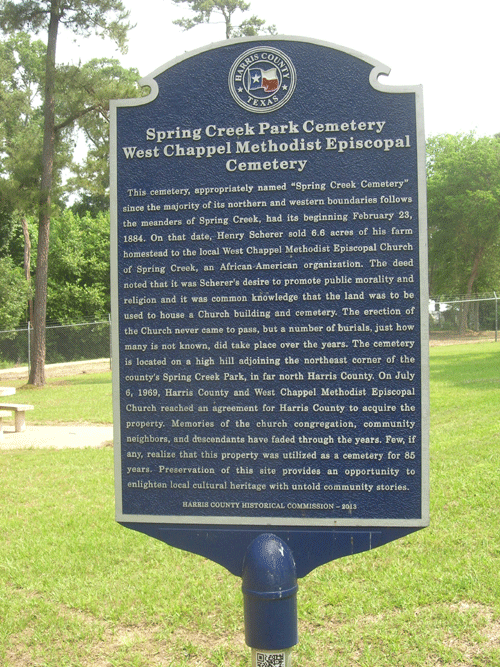 HARRIS COUNTY
TEXAS
Spring Creek Park Cemetery
West Chappel Methodist Episcopal
Cemetery
This cemetery, appropriately named “Spring Creek Cemetery”
since the majority of its northern and western boundaries follows
the meanders of Spring Creek, had its beginning February 23,
1884. On that date, Henry Scherer sold 6.6 acres of his farm
homestead to the local West Chappel Methodist Episcopal Church
of Spring Creek, an African-American organization. The deed
noted that it was Scherer's desire to promote public morality and
religion and it was common knowledge that the land was to be
used to house a Church building and cemetery. The erection of
the Church never came to pass, but a number of burials, just how
many is not known, did take place over the years. The cemetery
is located on a high hill adjoining the northeast corner of the
county's Spring Creek Park, in far north Harris County. On July
6, 1969, Harris County and West Chappel Methodist Episcopal
Church reached an agreement for Harris County to acquire the
property. Memories of the church congregation, community
neighbors, and descendants have faded through the years. Few, if
any, realize that this property was utilized as a cemetery for 85
years. Preservation of this site provides an opportunity to
enlighten local cultural heritage with untold community stories.
HARRIS COUNTY HISTORICAL COMMISSION - 2013